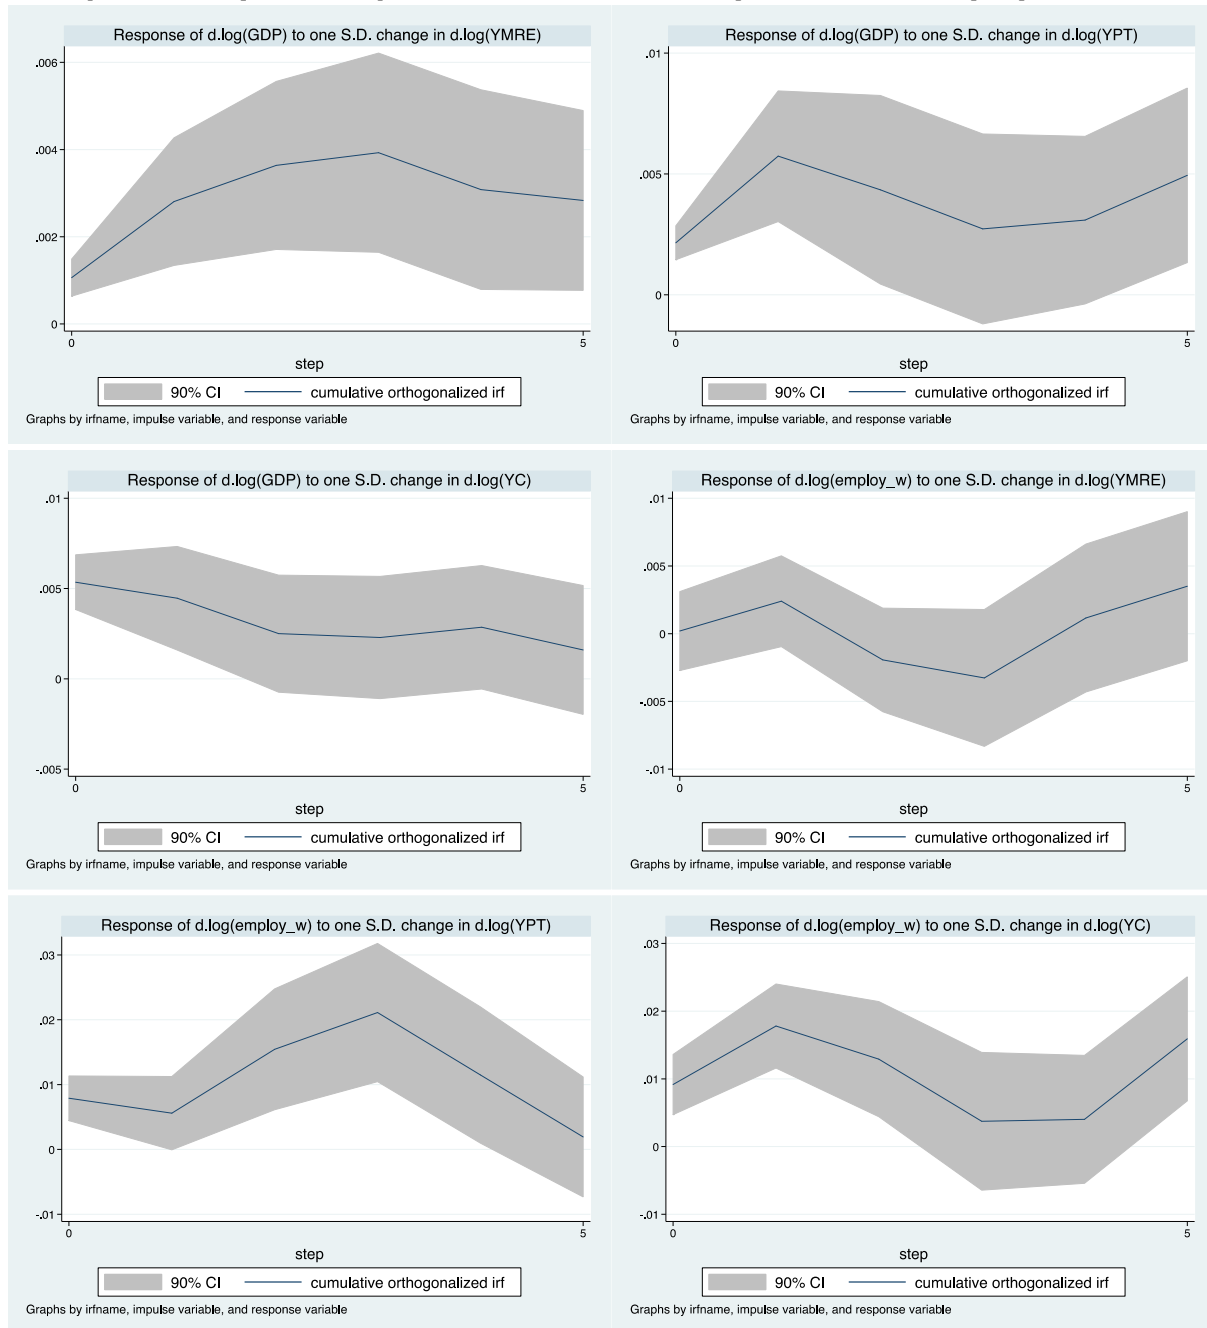 Response of d.log(GDP) to one S.D. change in d.log(YMRE)
.006
.004
.002
0
0
5
step
90% CI
cumulative orthogonalized irf
Graphs by irfname, impulse variable, and response variable
Response of d.log(GDP) to one S.D. change in d.log(YPT)
.01
.005
0
0
5
step
90% CI
cumulative orthogonalized irf
Graphs by irfname, impulse variable, and response variable
Response of d.log(GDP) to one S.D. change in d.log(YC)
.01
.005
0
-.005
0
5
step
90% CI
cumulative orthogonalized irf
Graphs by irfname, impulse variable, and response variable
Response of d.log(employ_w) to one S.D. change in d.log(YMRE)
.01
.005
0
-.005
-.01
0
5
step
90% CI
cumulative orthogonalized irf
Graphs by irfname, impulse variable, and response variable
Response of d.log(employ_w) to one S.D. change in d.log(YPT)
.03
.02
.01
0
-.01
0
5
step
90% CI
cumulative orthogonalized irf
Graphs by irfname, impulse variable, and response variable
Response of d.log(employ_w) to one S.D. change in d.log(YC)
.03
.02
.01
0
-.01
0
5
step
90% CI
cumulative orthogonalized irf
Graphs by irfname, impulse variable, and response variable